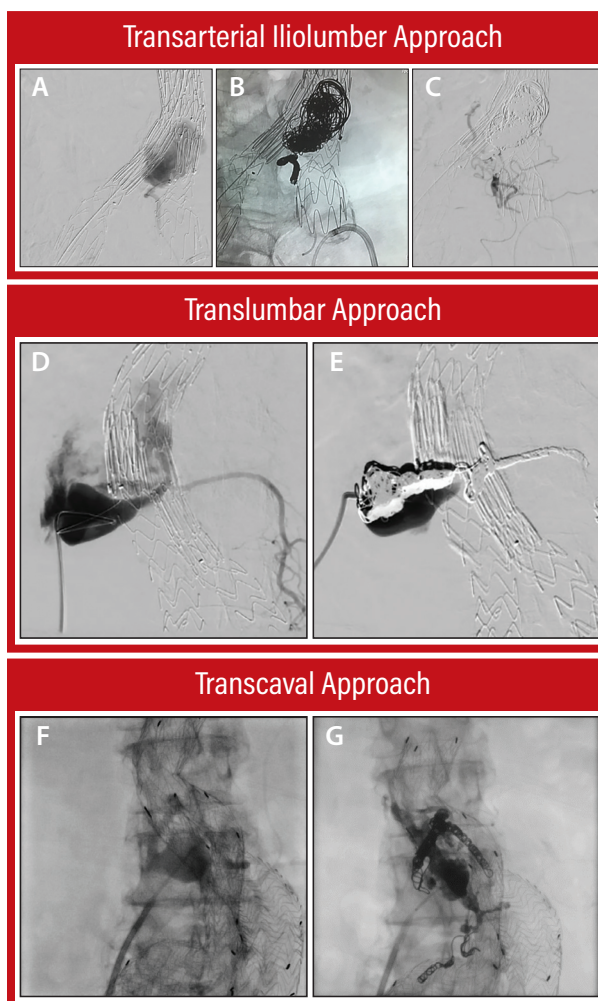 Transarterial Iliolumber Approach
A
B
C
Translumbar Approach
D
E
Transcaval Approach
F
G